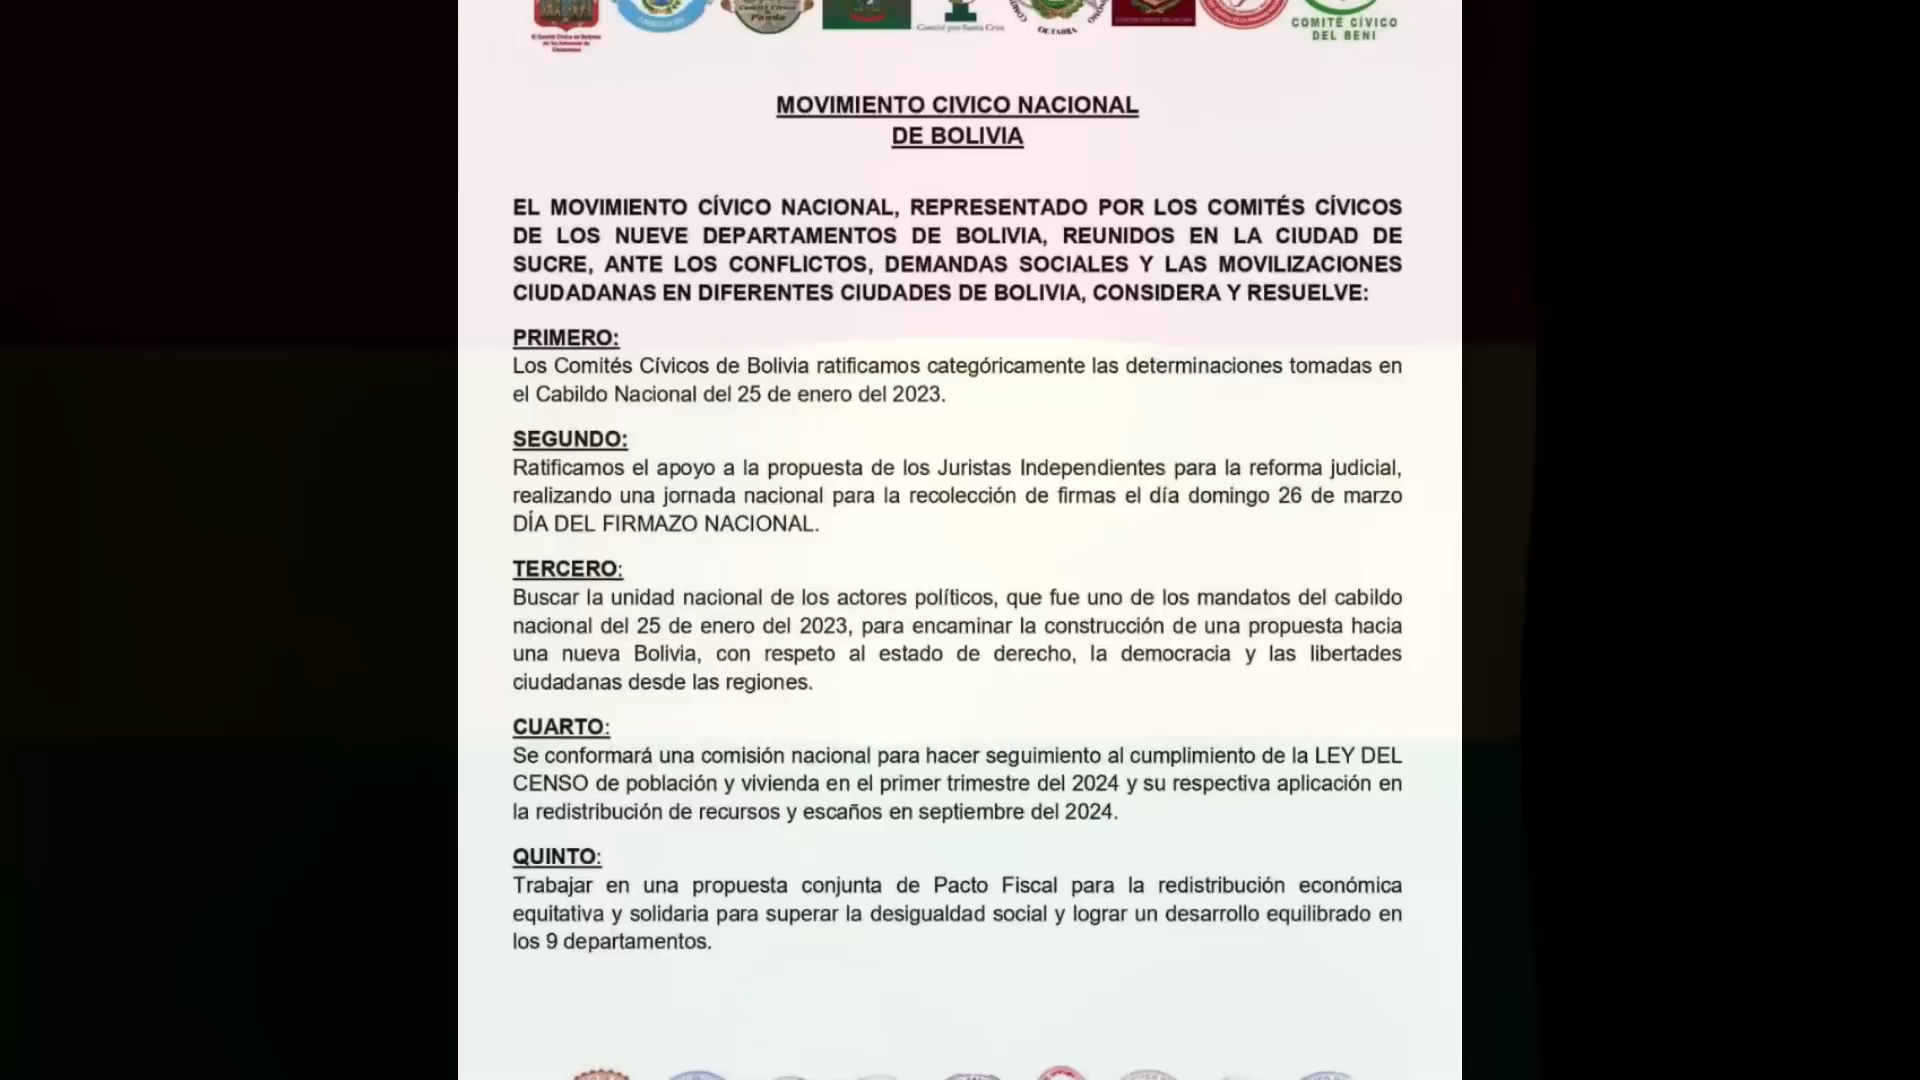 Comité pro Santa Cruz
COMITÉ CÍVICO
DEL BENI
MOVIMIENTO CIVICO NACIONAL
DE BOLIVIA
EL MOVIMIENTO CÍVICO NACIONAL, REPRESENTADO POR LOS COMITÉS CÍVICOS
DE LOS NUEVE DEPARTAMENTOS DE BOLIVIA, REUNIDOS EN LA CIUDAD DE
SUCRE, ANTE LOS CONFLICTOS, DEMANDAS SOCIALES Y LAS MOVILIZACIONES
CIUDADANAS EN DIFERENTES CIUDADES DE BOLIVIA, CONSIDERA Y RESUELVE:
PRIMERO:
Los Comités Cívicos de Bolivia ratificamos categóricamente las determinaciones tomadas en
el Cabildo Nacional del 25 de enero del 2023.
SEGUNDO:
Ratificamos el apoyo a la propuesta de los Juristas Independientes para la reforma judicial,
realizando una jornada nacional para la recolección de firmas el día domingo 26 de marzo
DÍA DEL FIRMAZO NACIONAL.
TERCERO:
Buscar la unidad nacional de los actores políticos, que fue uno de los mandatos del cabildo
nacional del 25 de enero del 2023, para encaminar la construcción de una propuesta hacia
una nueva Bolivia, con respeto al estado de derecho, la democracia y las libertades
ciudadanas desde las regiones.
CUARTO:
Se conformará una comisión nacional para hacer seguimiento al cumplimiento de la LEY DEL
CENSO de población y vivienda en el primer trimestre del 2024 y su respectiva aplicación en
la redistribución de recursos y escaños en septiembre del 2024.
QUINTO:
Trabajar en una propuesta conjunta de Pacto Fiscal para la redistribución económica
equitativa y solidaria para superar la desigualdad social y lograr un desarrollo equilibrado en
los 9 departamentos.